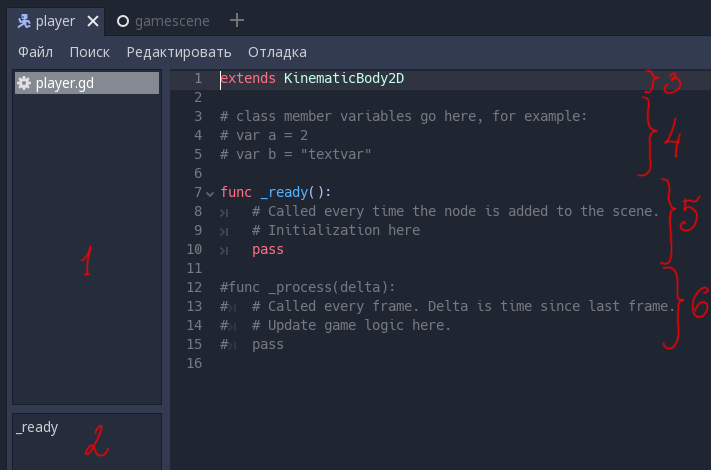 player gamescene
Файл Поиск Редактировать Отладка
player.gd
1 extends KinematicBody2D
2
3 # class member variables go here, for example:
4 # var a = 2
5 # var b = "textvar"
6
7 func _ready():
8 # Called every time the node is added to the scene.
9 # Initialization here
10 pass
11
12 #func _process(delta):
13 # # Called every frame. Delta is time since last frame.
14 # # Update game logic here.
15 # pass
16
_ready
1
2
3
4
5
6